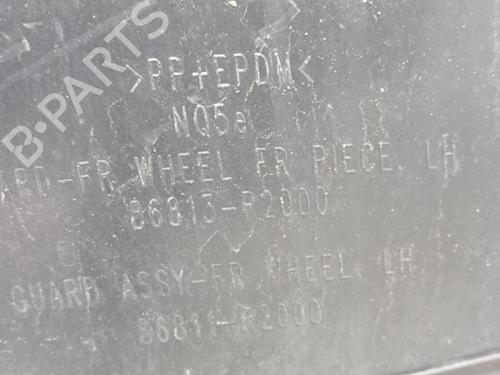 B-PARTS
>PP+EPDM<
NQ5e
ARD-FR WHEEL FR PIECE, LH
86813-R2000
GUARD ASSY-FR WHEEL, LH
86811-R2000